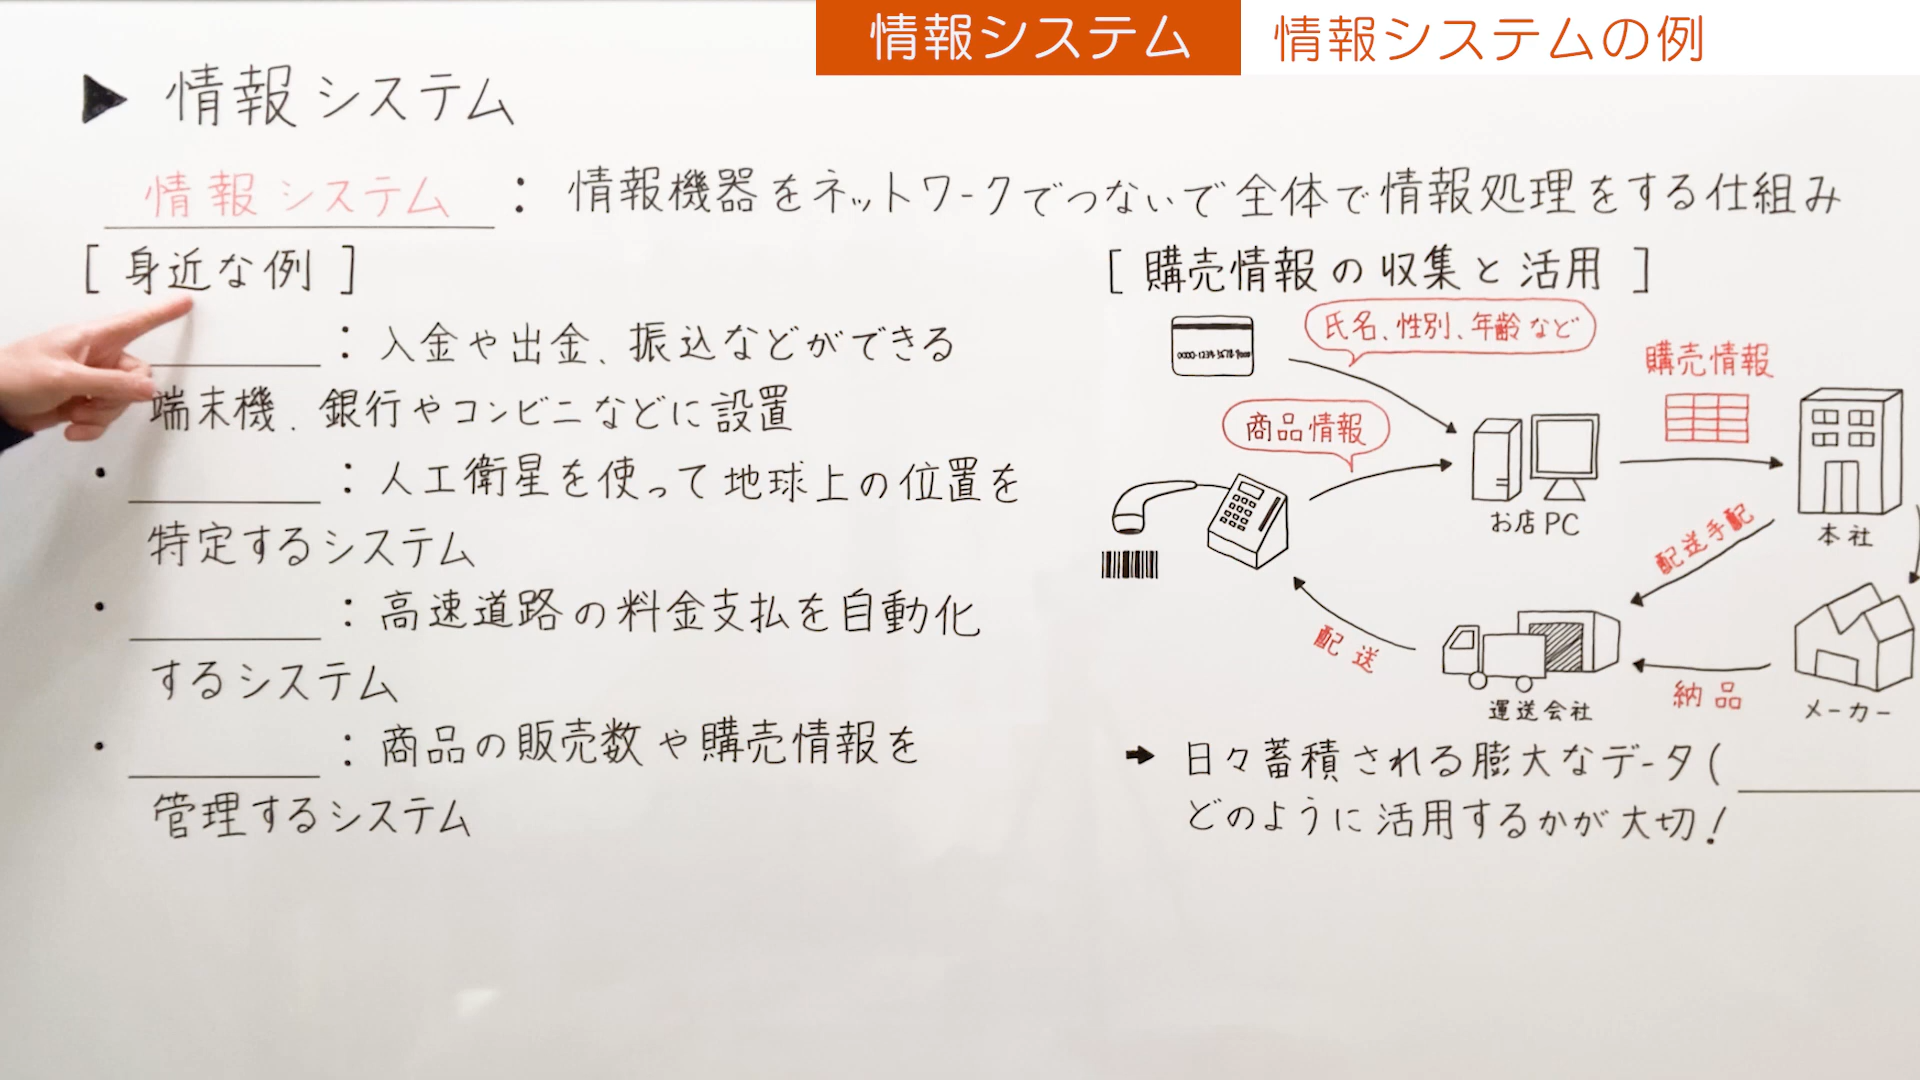 情報システム 情報システムの例
▶ 情報システム
情報システム : 情報機器をネットワークでつないで全体で情報処理をする仕組み
[ 身近な例 ]
: 入金や出金、振込などができる
端末機、銀行やコンビニなどに設置
・ : 人工衛星を使って地球上の位置を
特定するシステム
・ : 高速道路の料金支払を自動化
するシステム
・ : 商品の販売数や購売情報を
管理するシステム
[ 購売情報の収集と活用 ]
氏名、性別、年齢など
0000-1234 5678 9000
商品情報
購売情報
お店PC
本社
配送手配
配送
納品
運送会社
メーカー
➡ 日々蓄積される膨大なデータ(
どのように活用するかが大切!